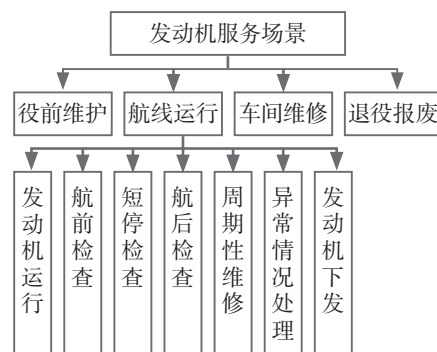 发动机服务场景
役前维护
航线运行
车间维修
退役报废
发动机运行
航前检查
短停检查
航后检查
周期性维修
异常情况处理
发动机下发